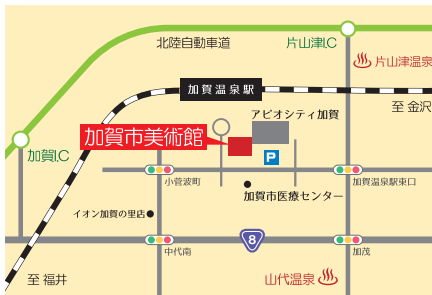 北陸自動車道
片山津I.C
片山津温泉
加賀温泉駅
至 金沢
アビオシティ加賀
加賀市美術館
加賀I.C
P
小菅波町
加賀温泉駅東口
加賀市医療センター
イオン加賀の里店
8
中代南
加茂
至 福井
山代温泉